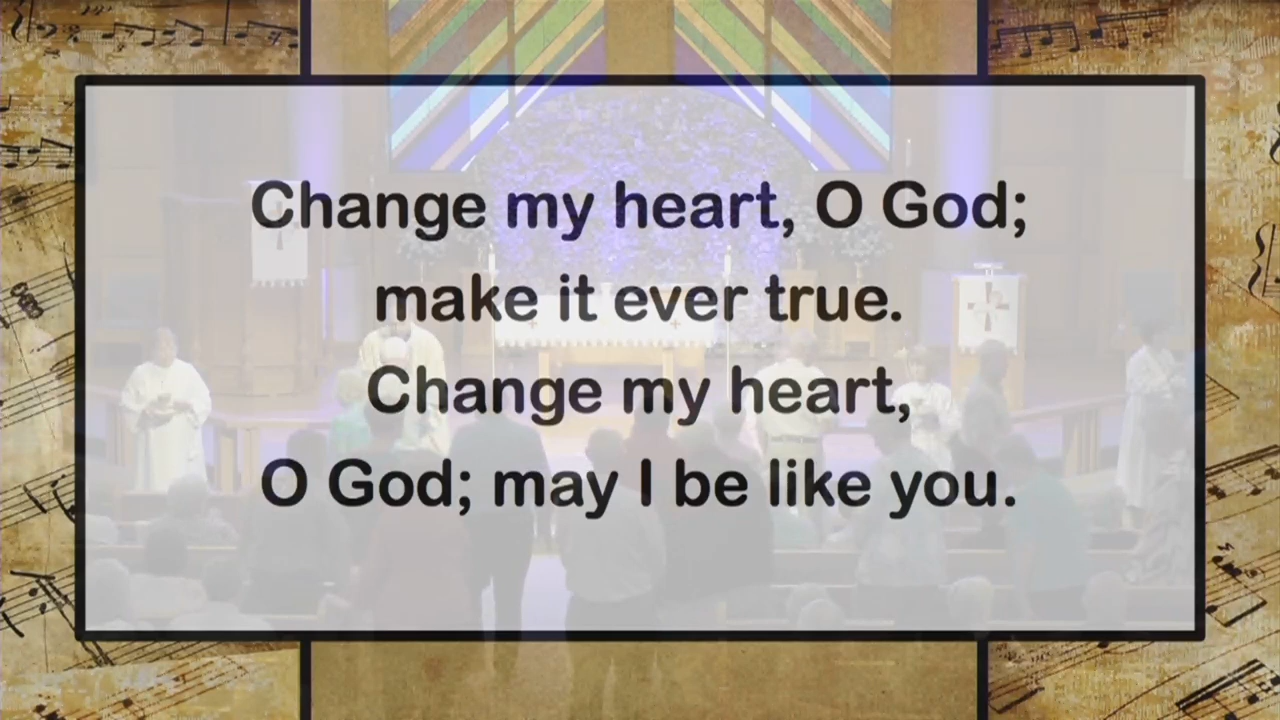 Change my heart, O God;
make it ever true.
Change my heart,
O God; may I be like you.